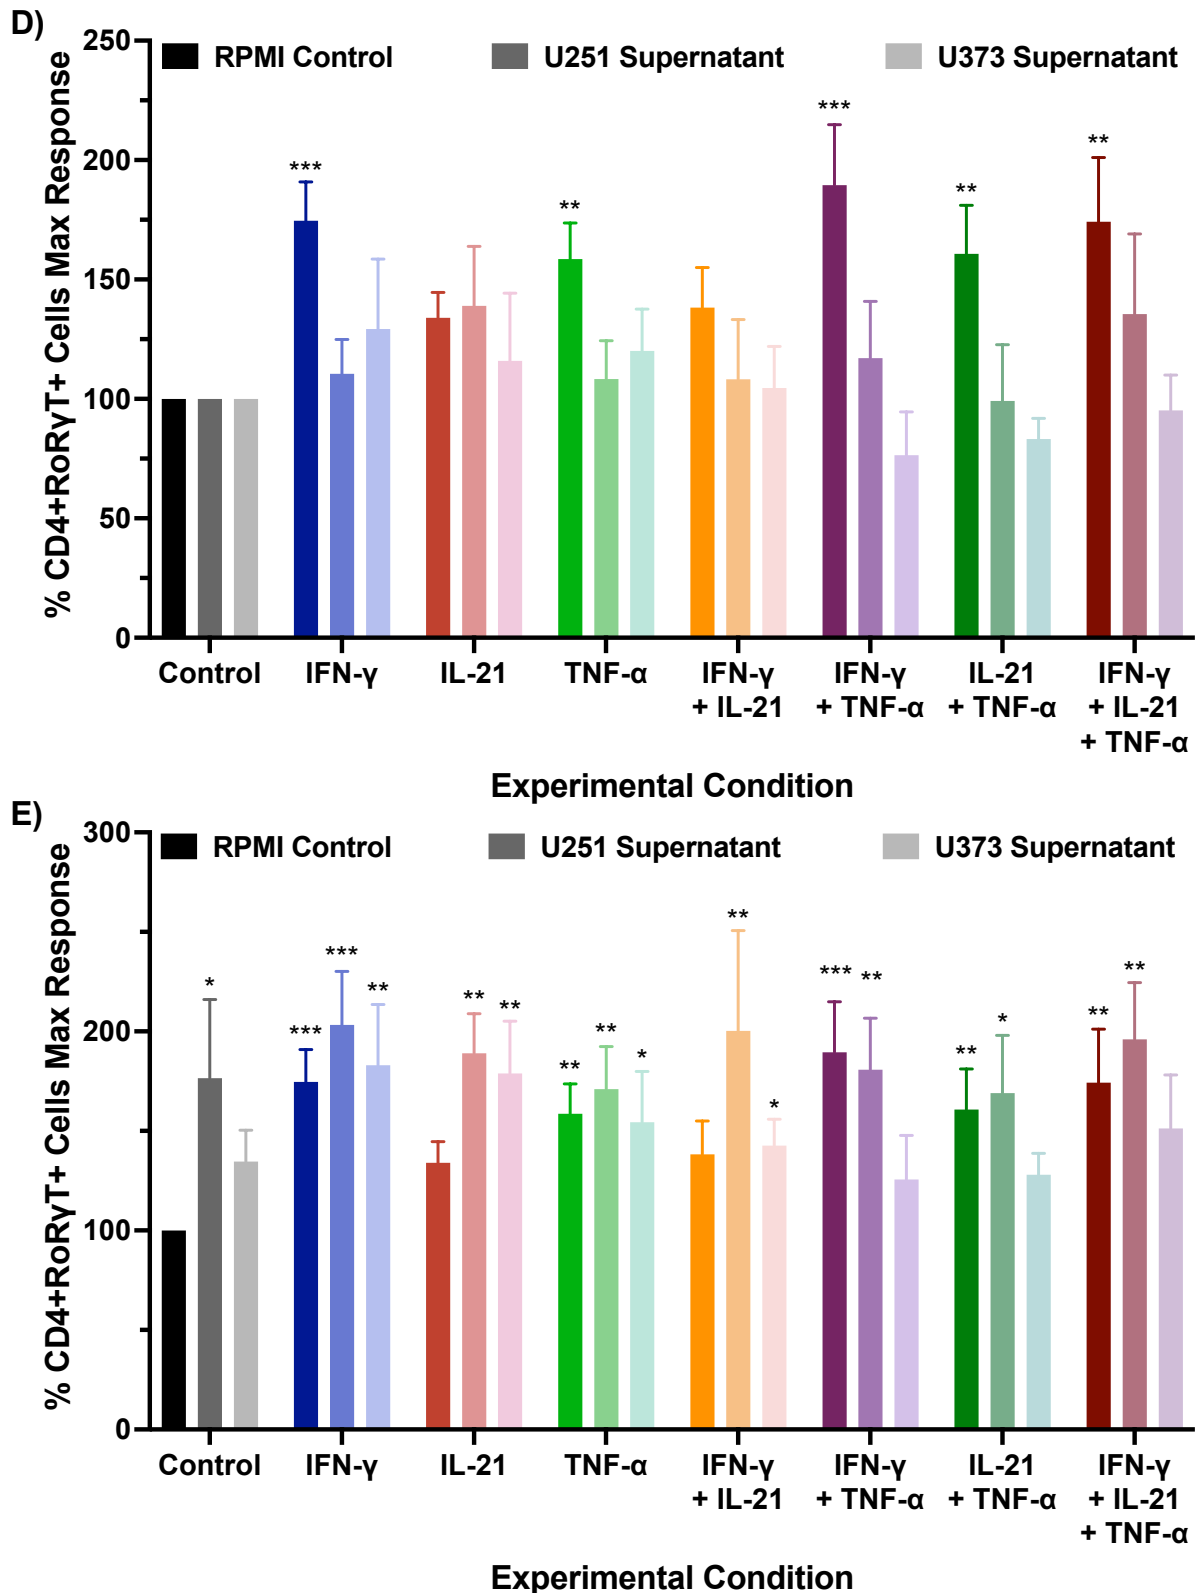 D)
% CD4+RoRγT+ Cells Max Response
250
200
150
100
50
0
RPMI Control
U251 Supernatant
U373 Supernatant
***
**
***
**
**
Control
IFN-γ
IL-21
TNF-α
IFN-γ
+ IL-21
IFN-γ
+ TNF-α
IL-21
+ TNF-α
IFN-γ
+ IL-21
+ TNF-α
Experimental Condition
E)
% CD4+RoRγT+ Cells Max Response
300
200
100
0
RPMI Control
U251 Supernatant
U373 Supernatant
*
***
***
**
**
**
**
**
*
**
*
***
**
**
*
**
**
Control
IFN-γ
IL-21
TNF-α
IFN-γ
+ IL-21
IFN-γ
+ TNF-α
IL-21
+ TNF-α
IFN-γ
+ IL-21
+ TNF-α
Experimental Condition